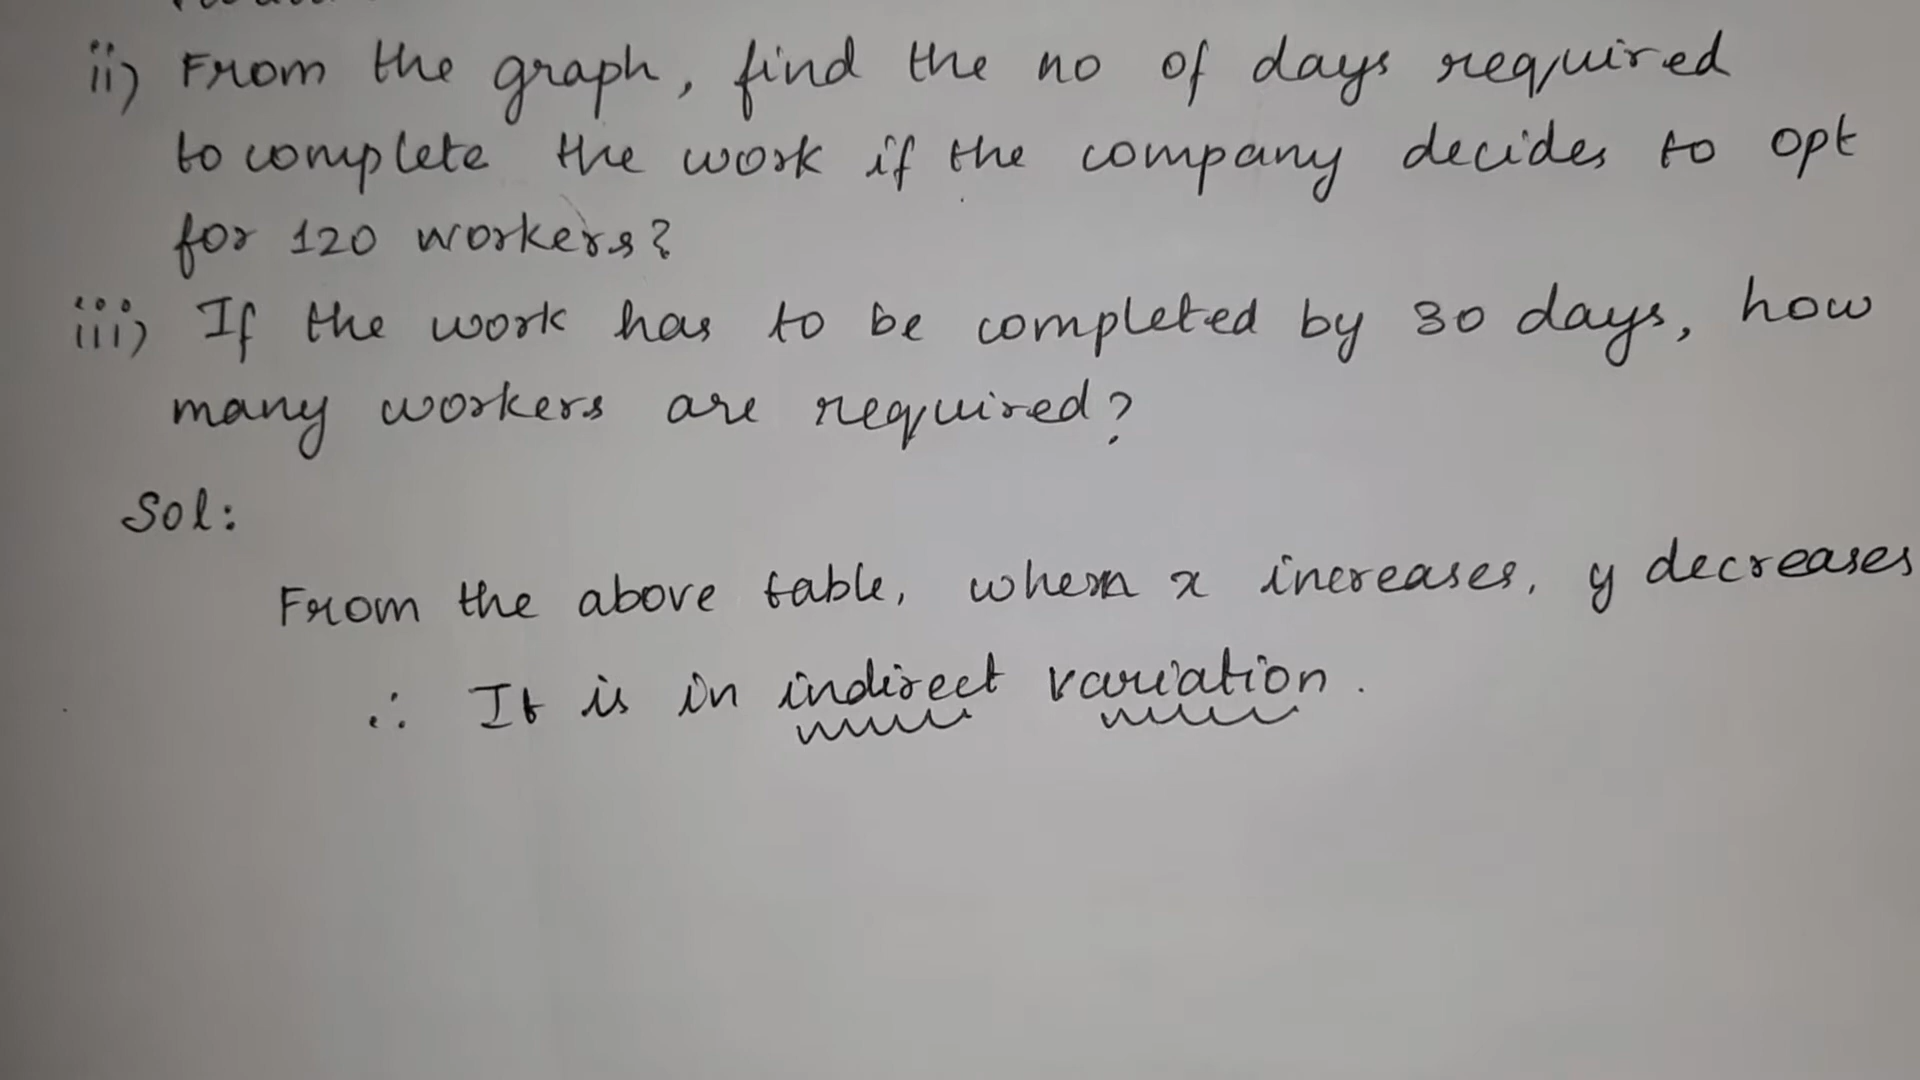 ii) From the graph, find the no of days required
to complete the work if the company decides to opt
for 120 workers?
iii) If the work has to be completed by 30 days, how
many workers are required?
Sol:
From the above table, when x increases, y decreases
∴ It is in indirect variation.